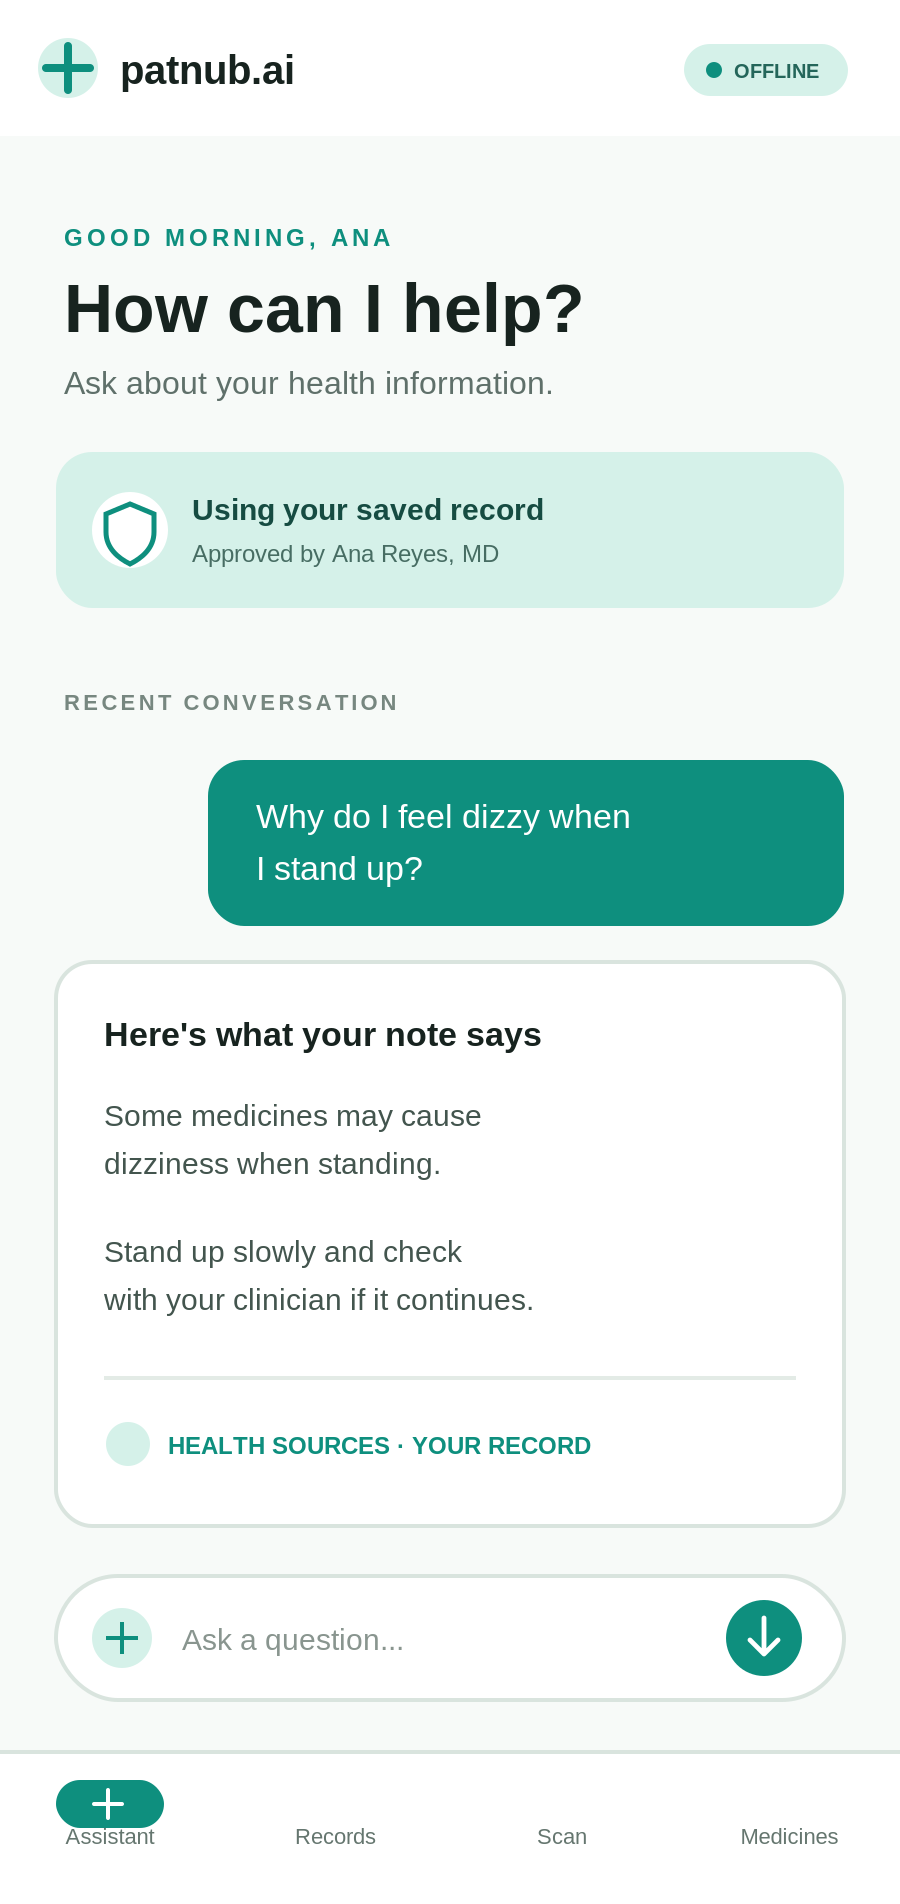 patnub.ai
OFFLINE
GOOD MORNING, ANA
How can I help?
Ask about your health information.
Using your saved record
Approved by Ana Reyes, MD
RECENT CONVERSATION
Why do I feel dizzy when
I stand up?
Here's what your note says
Some medicines may cause
dizziness when standing.
Stand up slowly and check
with your clinician if it continues.
HEALTH SOURCES · YOUR RECORD
Ask a question...
Assistant
Records
Scan
Medicines